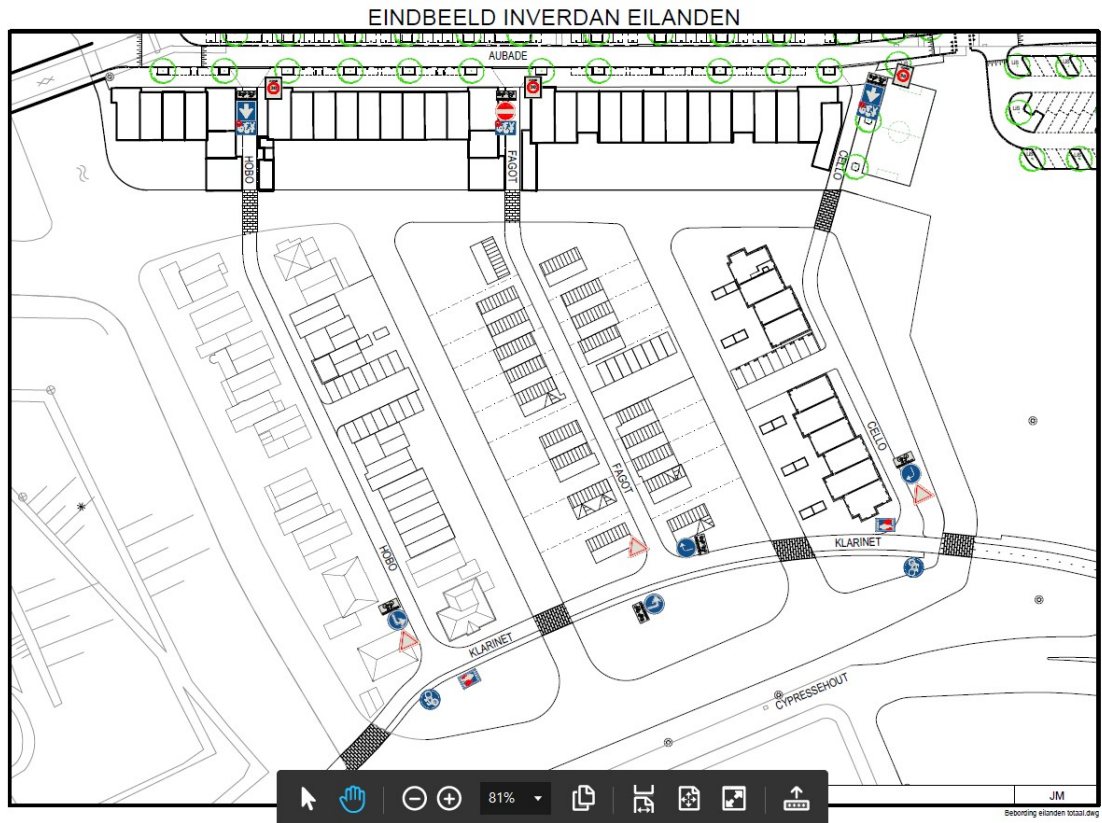 EINDBEELD INVERDAN EILANDEN
AUBADE
HOBO
FAGOT
CELLO
CELLO
FAGOT
HOBO
KLARINET
KLARINET
CYPRESSEHOUT
81%
JM
Bebording eilanden totaal.dwg